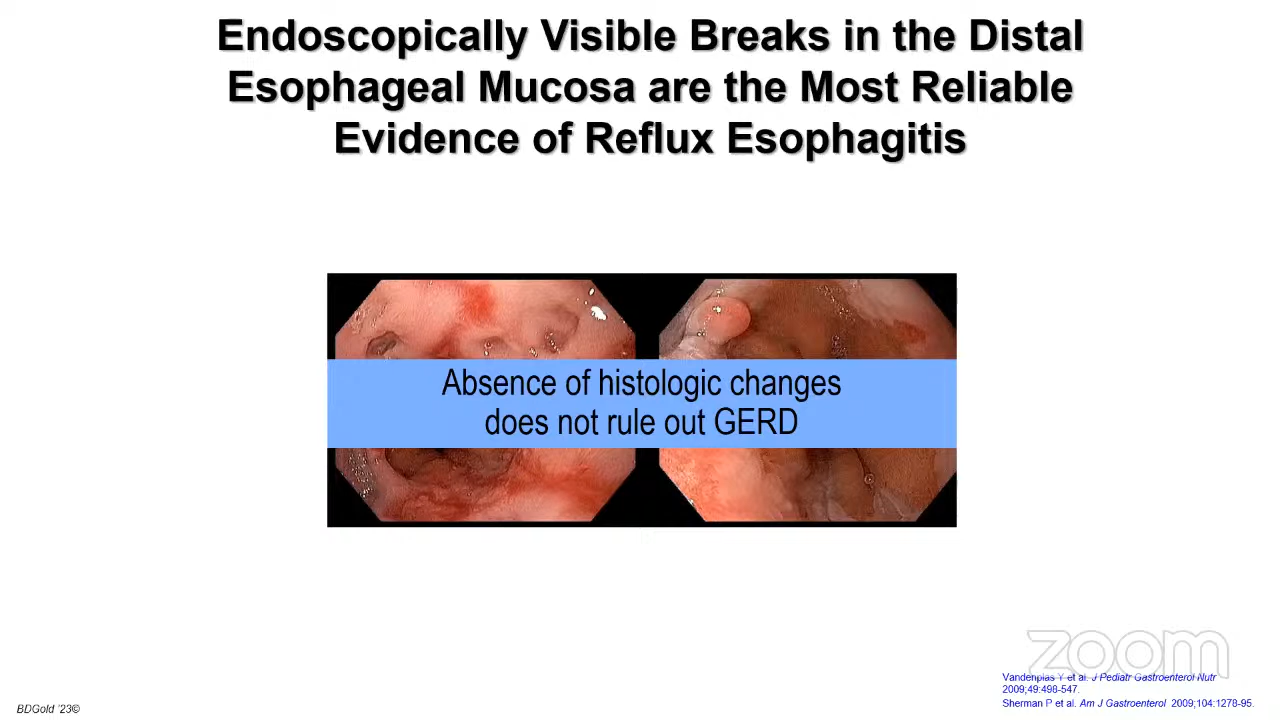 Endoscopically Visible Breaks in the Distal
Esophageal Mucosa are the Most Reliable
Evidence of Reflux Esophagitis
Absence of histologic changes
does not rule out GERD
zoom
Vandenplas Y et al. J Pediatr Gastroenterol Nutr
2009;49:498-547.
Sherman P et al. Am J Gastroenterol 2009;104:1278-95.
BDGold '23©